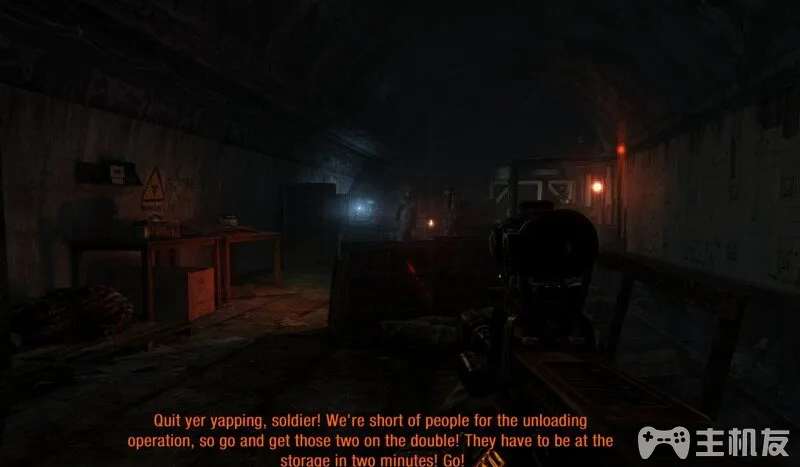 Quit yer yapping, soldier! We're short of people for the unloading
operation, so go and get those two on the double! They have to be at the
storage in two minutes! Go!
主机友